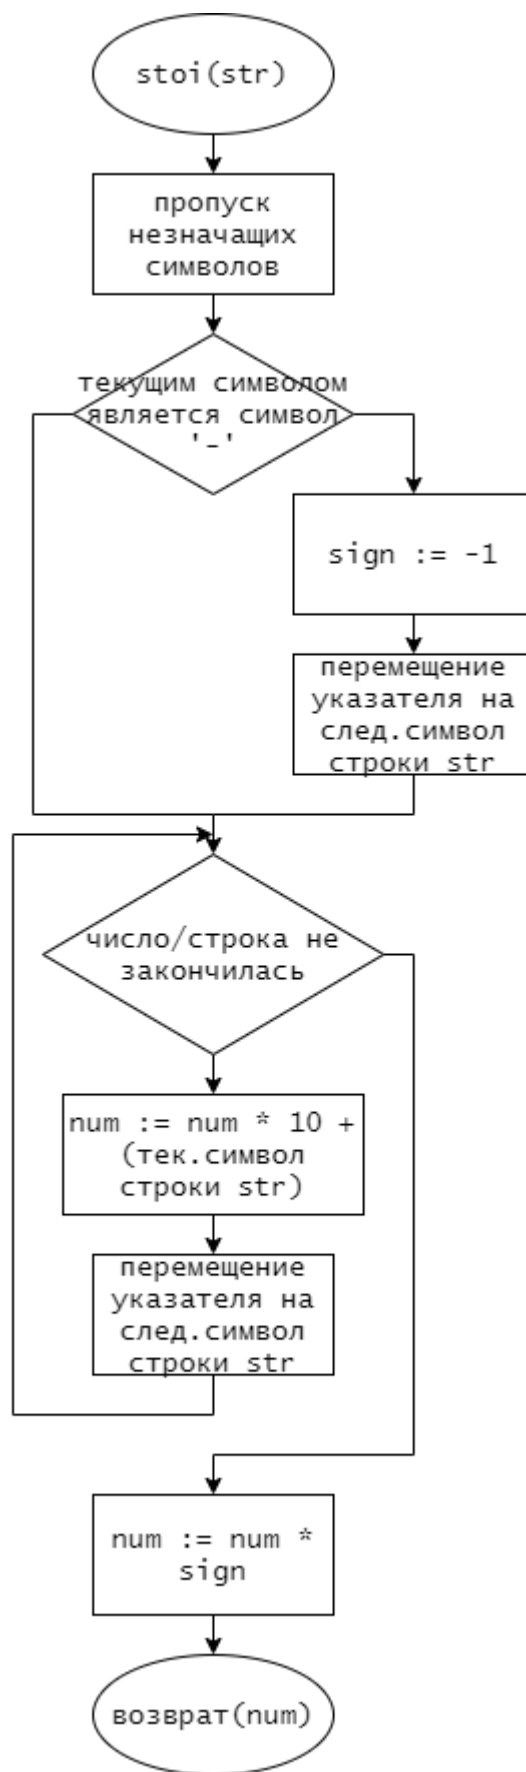 stoi(str)
пропуск
незначащих
символов
текущим символом
является символ
'-'
sign := -1
перемещение
указателя на
след.символ
строки str
число/строка не
закончилась
num := num * 10 +
(тек.символ
строки str)
перемещение
указателя на
след.символ
строки str
num := num *
sign
возврат(num)